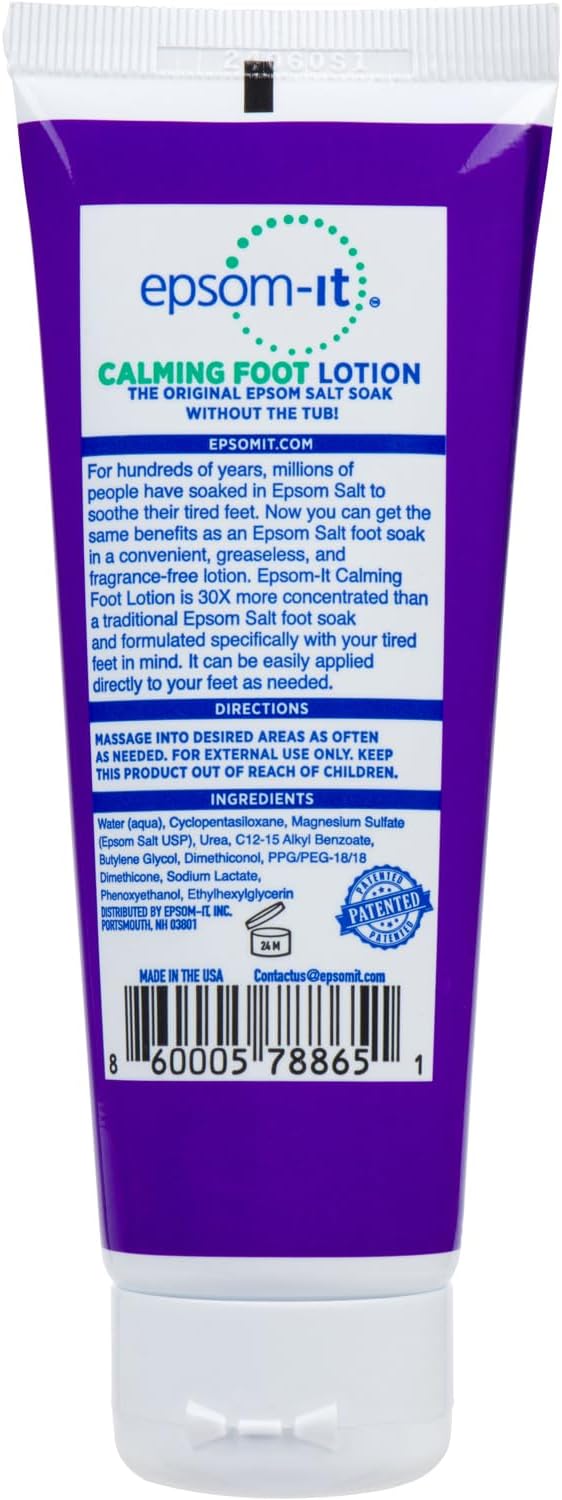 epsom-it
CALMING FOOT LOTION
THE ORIGINAL EPSOM SALT SOAK
WITHOUT THE TUB!
EPSOMIT.COM
For hundreds of years, millions of
people have soaked in Epsom Salt to
soothe their tired feet. Now you can get the
same benefits as an Epsom Salt foot soak
in a convenient, greaseless, and
fragrance-free lotion. Epsom-It Calming
Foot Lotion is 30X more concentrated than
a traditional Epsom Salt foot soak
and formulated specifically with your tired
feet in mind. It can be easily applied
directly to your feet as needed.
DIRECTIONS
MASSAGE INTO DESIRED AREAS AS OFTEN
AS NEEDED. FOR EXTERNAL USE ONLY. KEEP
THIS PRODUCT OUT OF REACH OF CHILDREN.
INGREDIENTS
Water (aqua), Cyclopentasiloxane, Magnesium Sulfate
(Epsom Salt USP), Urea, C12-15 Alkyl Benzoate,
Butylene Glycol, Dimethiconol, PPG/PEG-18/18
Dimethicone, Sodium Lactate,
Phenoxyethanol, Ethylhexylglycerin
DISTRIBUTED BY EPSOM-IT, INC.
PORTSMOUTH, NH 03801
24 M
PATENTED
PATENTED
PATENTED
MADE IN THE USA Contactus@epsomit.com
8 60005 78865 1